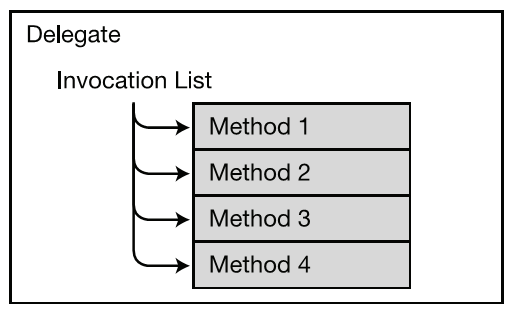 Delegate
Invocation List
Method 1
Method 2
Method 3
Method 4